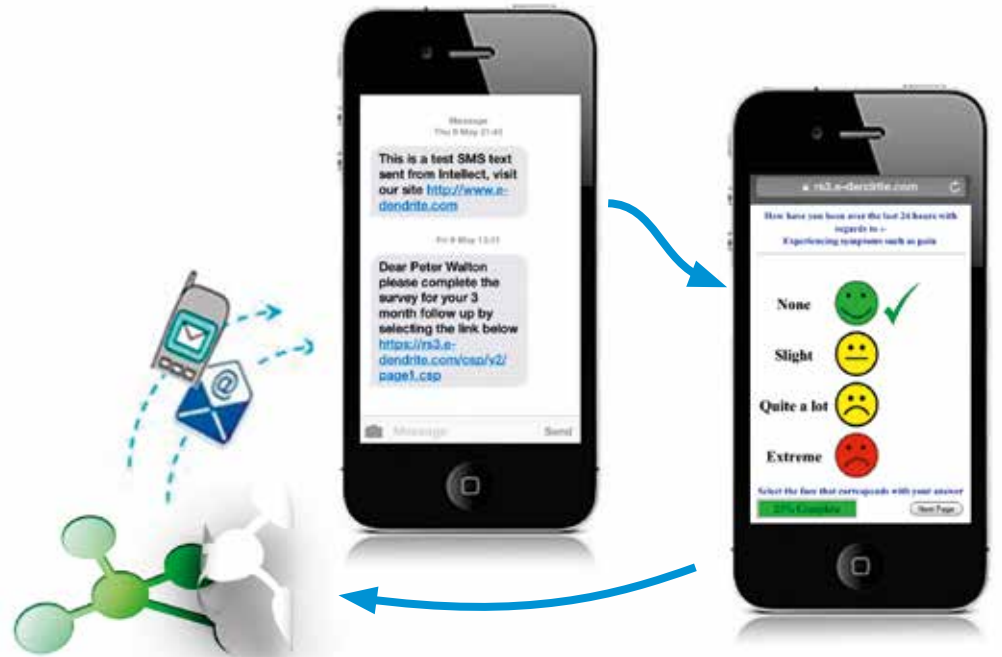 Message
Thu 9 May 21:43
This is a test SMS text
sent from Intellect, visit
our site http://www.e-
dendrite.com
Fri 9 May 13:21
Dear Peter Walton
please complete the
survey for your 3
month follow up by
selecting the link below
https://rs3.e-
dendrite.com/csp/v2/
page1.csp
Message Send
rs3.e-dendrite.com
How have you been over the last 24 hours with
regards to :-
Experiencing symptoms such as pain
None
Slight
Quite a lot
Extreme
Select the face that corresponds with your answer
Complete
Next Page
@